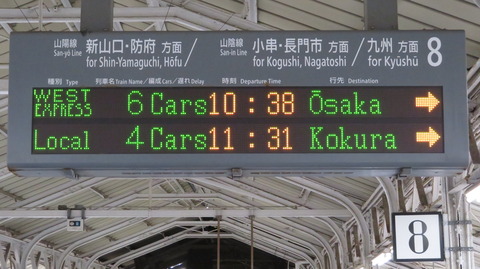 山陽線 San-yō Line 新山口・防府 方面 for Shin-Yamaguchi, Hōfu
山陰線 San-in Line 小串・長門市 方面 for Kogushi, Nagatoshi
九州 方面 for Kyūshū 8
種別 Type 列車名 Train Name/編成 Cars/遅れ Delay 時刻 Departure Time 行先 Destination
WEST EXPRESS 6 Cars 10:38 Ōsaka →
Local 4 Cars 11:31 Kokura →
8